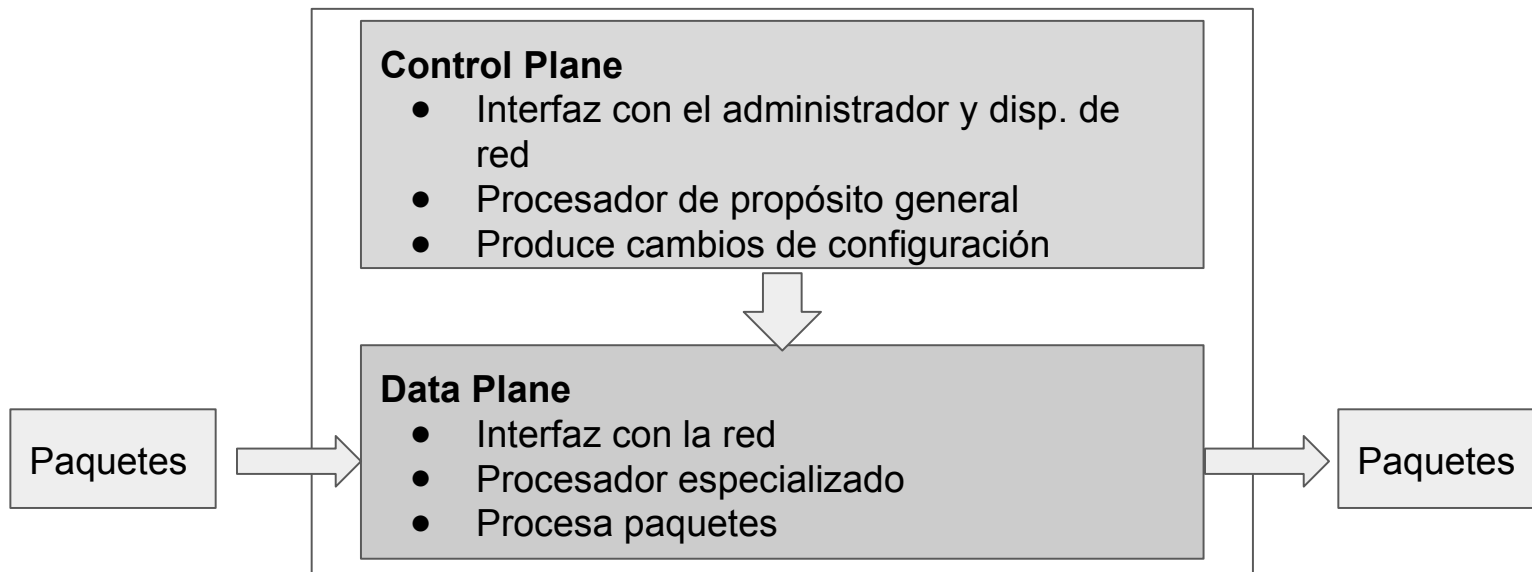 Control Plane
● Interfaz con el administrador y disp. de
red
● Procesador de propósito general
● Produce cambios de configuración
Data Plane
● Interfaz con la red
● Procesador especializado
● Procesa paquetes
Paquetes
Paquetes